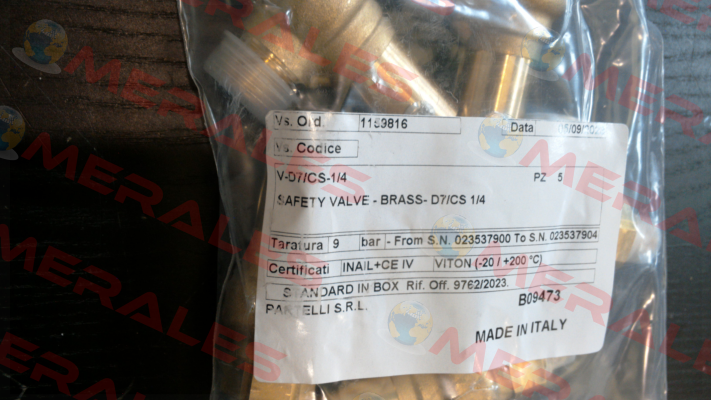 Vs. Ord. 1189816 Data
Vs. Codice
V-D7/CS-1/4 PZ 5
SAFETY VALVE - BRASS- D7/CS 1/4
Taratura 9 bar - From S.N. 023537900 To S.N. 023537904
Certificati INAIL+CE IV VITON (-20 / +200 °C)
STANDARD IN BOX Rif. Off. 9762/2023.
B09473
S.R.L.
MADE IN ITALY
MERALES
MERALES
MERALES
MERALES
MERALES